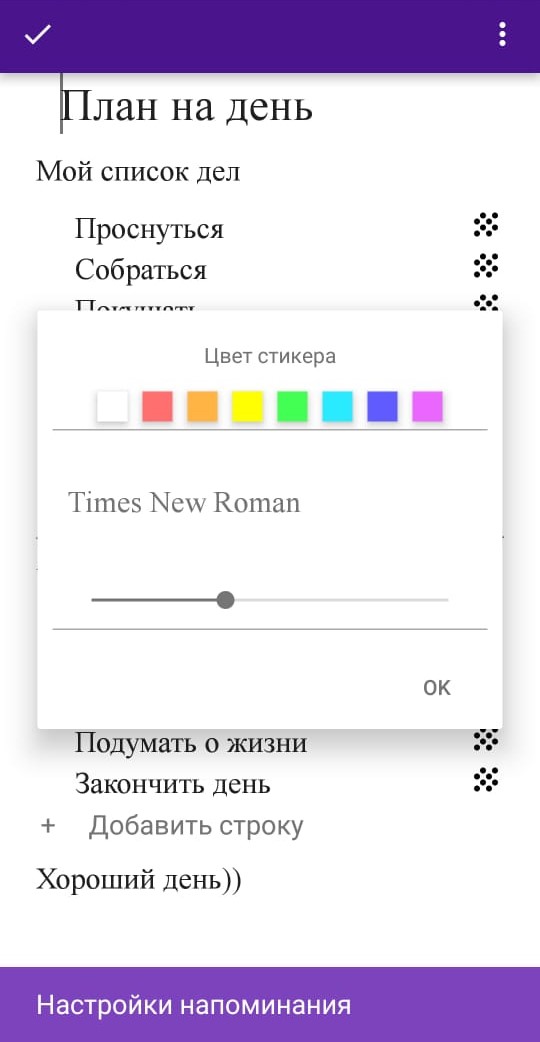 План на день
Мой список дел
Проснуться
Собраться
Покушать
Цвет стикера
Times New Roman
OK
Подумать о жизни
Закончить день
+ Добавить строку
Хороший день))
Настройки напоминания